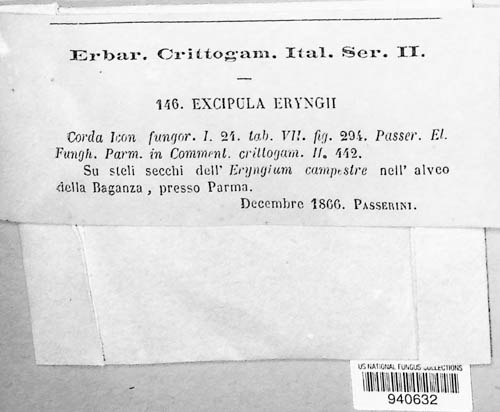 Erbar. Crittogam. Ital. Ser. II.
146. EXCIPULA ERYNGII
Corda Icon fungor. I. 24. tab. VII. fig. 294. Passer. El.
Fungh. Parm. in Comment. crittogam. II. 442.
Su steli secchi dell' Eryngium campestre nell' alveo
della Baganza, presso Parma.
Decembre 1866. PASSERINI.
US NATIONAL FUNGUS COLLECTIONS
940632